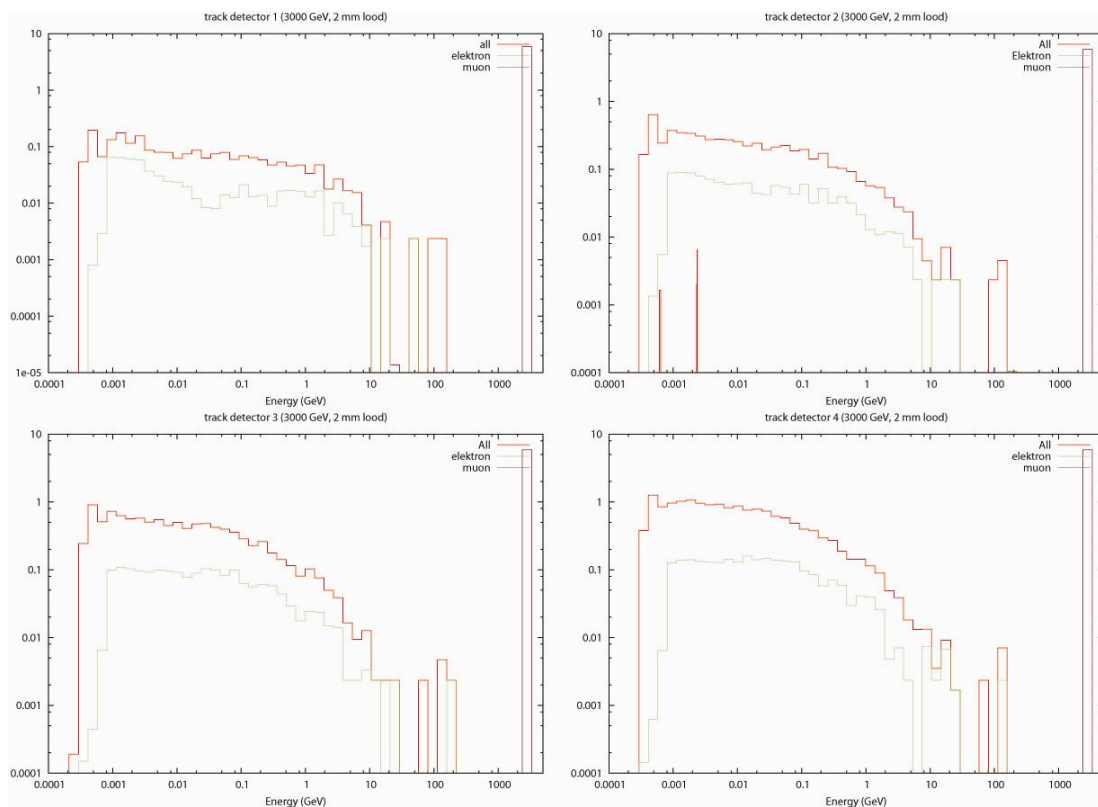 track detector 1 (3000 GeV, 2 mm lood)
10
1
0.1
0.01
0.001
0.0001
1e-05
all
elektron
muon
0.0001 0.001 0.01 0.1 1 10 100 1000
Energy (GeV)
track detector 2 (3000 GeV, 2 mm lood)
10
1
0.1
0.01
0.001
0.0001
All
Elektron
muon
0.0001 0.001 0.01 0.1 1 10 100 1000
Energy (GeV)
track detector 3 (3000 GeV, 2 mm lood)
10
1
0.1
0.01
0.001
0.0001
All
elektron
muon
0.0001 0.001 0.01 0.1 1 10 100 1000
Energy (GeV)
track detector 4 (3000 GeV, 2 mm lood)
10
1
0.1
0.01
0.001
0.0001
All
elektron
muon
0.0001 0.001 0.01 0.1 1 10 100 1000
Energy (GeV)